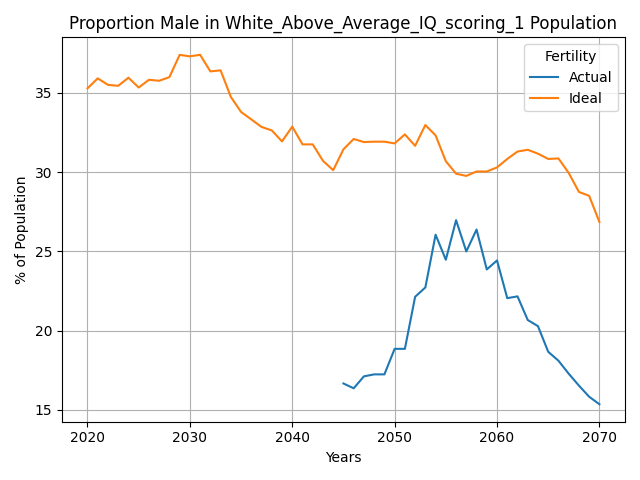 Proportion Male in White_Above_Average_IQ_scoring_1 Population
Fertility
Actual
Ideal
% of Population
35
30
25
20
15
2020 2030 2040 2050 2060 2070
Years